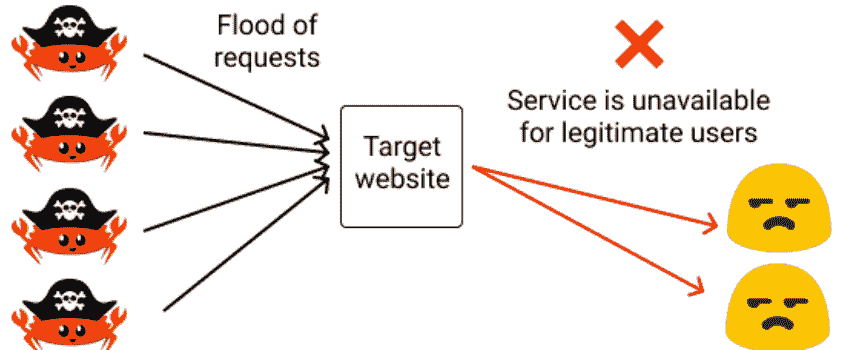 Flood of
requests
Service is unavailable
for legitimate users
Target
website